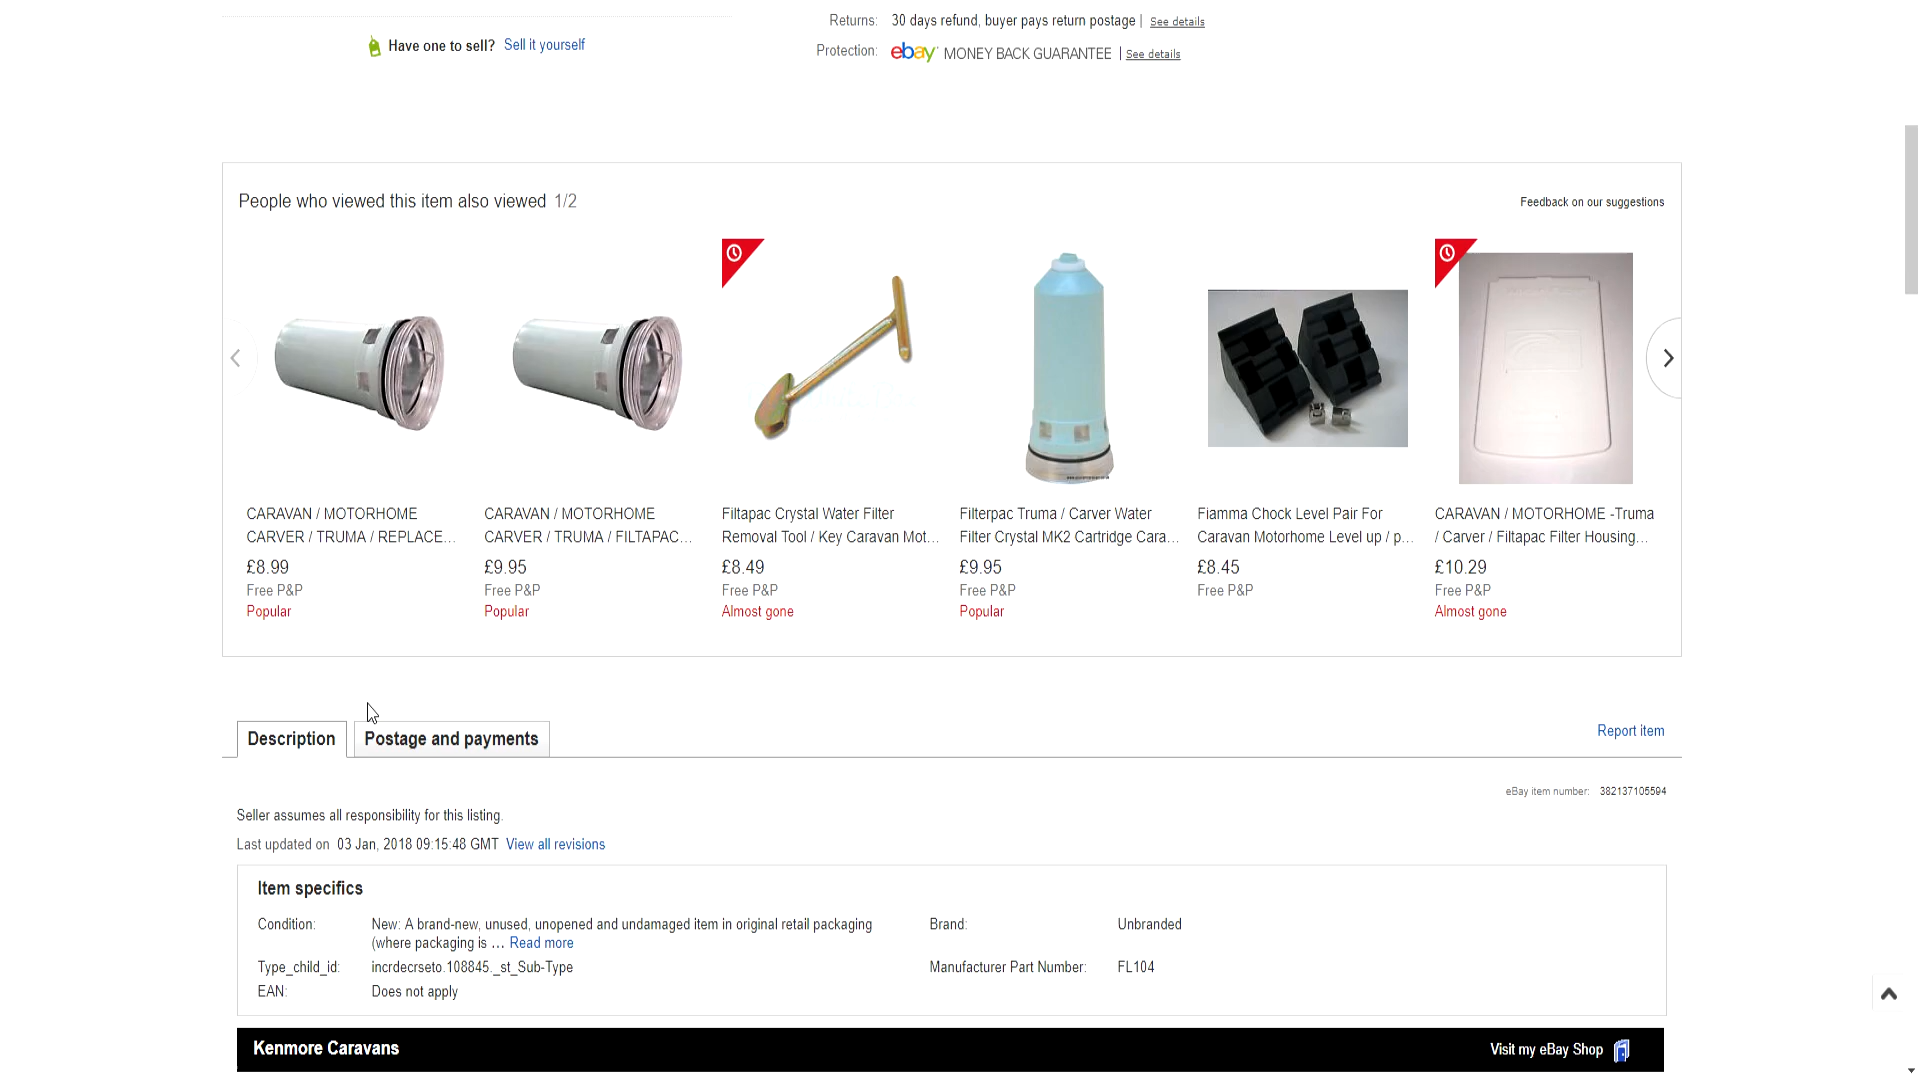 Returns: 30 days refund, buyer pays return postage | See details
Have one to sell? Sell it yourself
Protection: ebay MONEY BACK GUARANTEE | See details
People who viewed this item also viewed 1/2
Feedback on our suggestions
CARAVAN / MOTORHOME
CARVER / TRUMA / REPLACE...
£8.99
Free P&P
Popular
CARAVAN / MOTORHOME
CARVER / TRUMA / FILTAPAC...
£9.95
Free P&P
Popular
Filtapac Crystal Water Filter
Removal Tool / Key Caravan Mot...
£8.49
Free P&P
Almost gone
Filterpac Truma / Carver Water
Filter Crystal MK2 Cartridge Cara...
£9.95
Free P&P
Popular
Fiamma Chock Level Pair For
Caravan Motorhome Level up / p...
£8.45
Free P&P
CARAVAN / MOTORHOME -Truma
/ Carver / Filtapac Filter Housing...
£10.29
Free P&P
Almost gone
Description
Postage and payments
Report item
eBay item number: 382137105594
Seller assumes all responsibility for this listing.
Last updated on 03 Jan, 2018 09:15:48 GMT View all revisions
Item specifics
Condition: New: A brand-new, unused, unopened and undamaged item in original retail packaging
(where packaging is ... Read more
Brand: Unbranded
Type_child_id: incrdecrseto.108845._st_Sub-Type
Manufacturer Part Number: FL104
EAN: Does not apply
Kenmore Caravans
Visit my eBay Shop